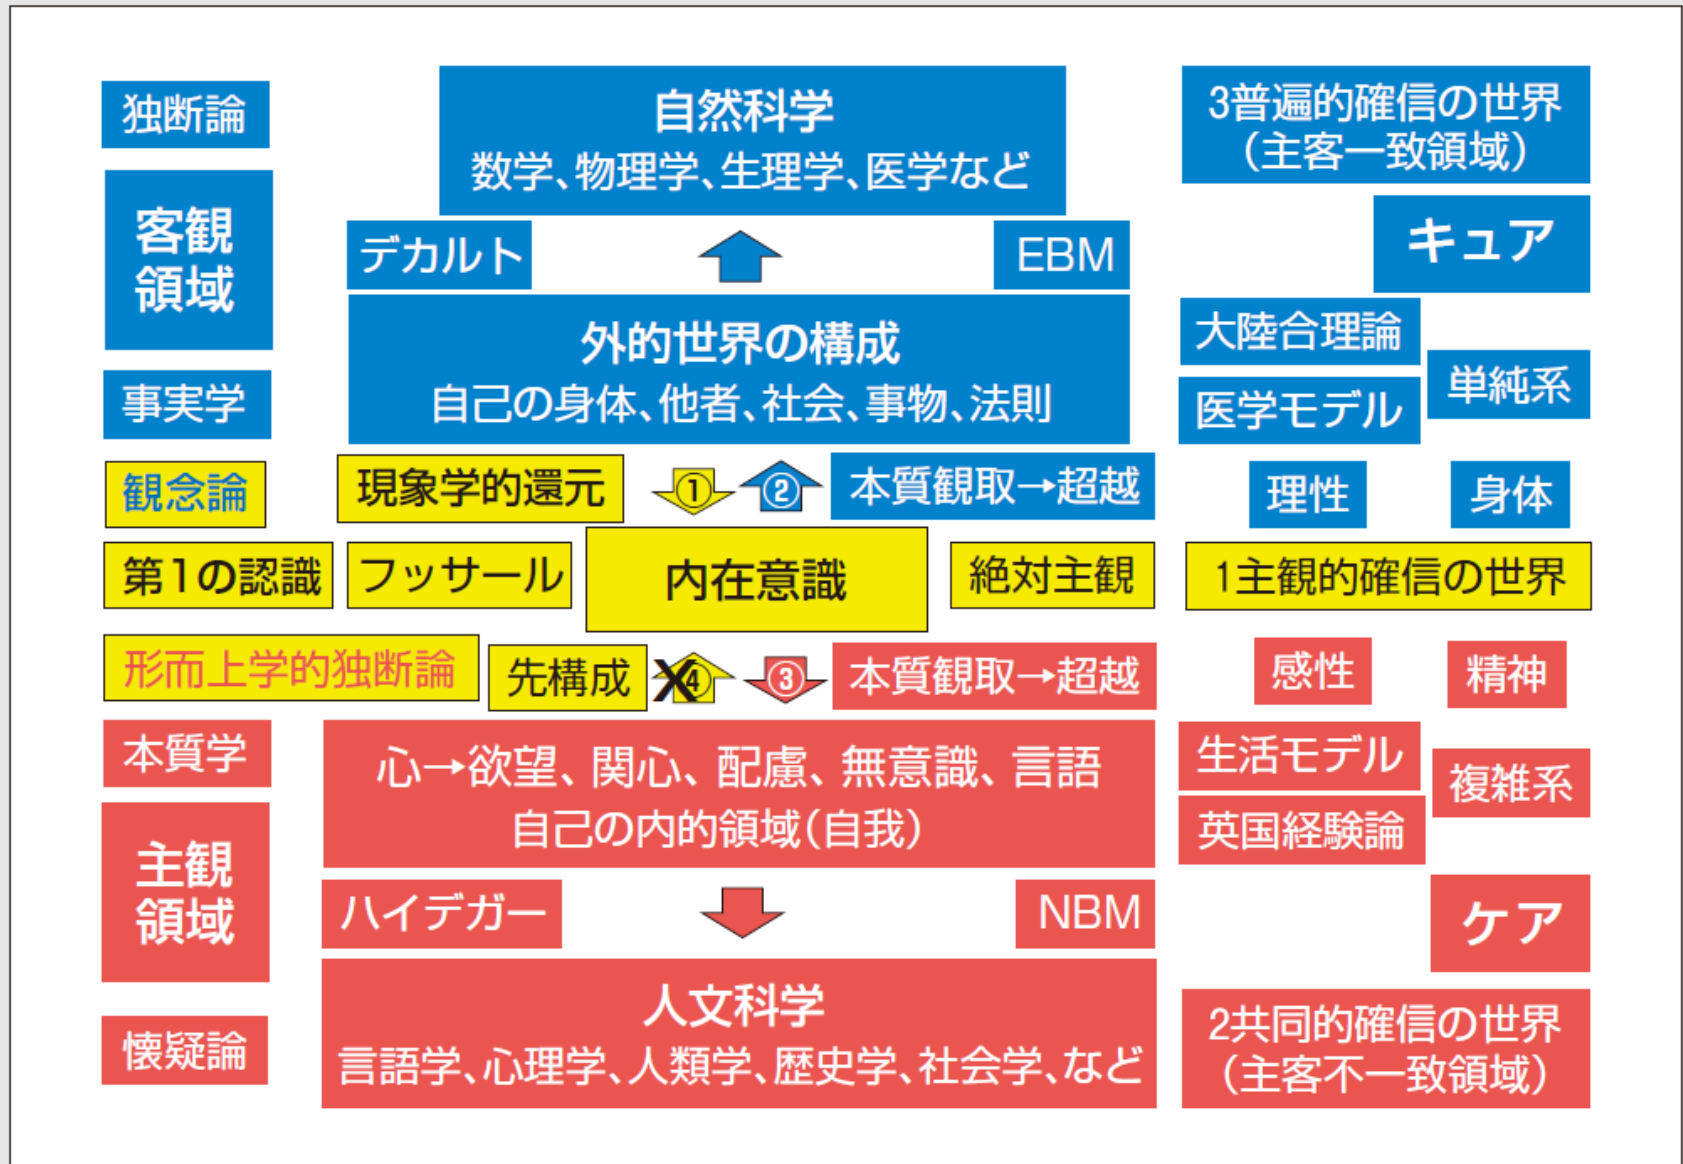 独断論
自然科学
数学、物理学、生理学、医学など
3普遍的確信の世界
（主客一致領域）
客観
領域
デカルト
EBM
キュア
外的世界の構成
自己の身体、他者、社会、事物、法則
大陸合理論
医学モデル
単純系
事実学
観念論
現象学的還元
①
②
本質観取→超越
理性
身体
第1の認識
フッサール
内在意識
絶対主観
1主観的確信の世界
形而上学的独断論
先構成
X④
③
本質観取→超越
感性
精神
本質学
心→欲望、関心、配慮、無意識、言語
自己の内的領域（自我）
生活モデル
英国経験論
複雑系
主観
領域
ハイデガー
NBM
ケア
人文科学
言語学、心理学、人類学、歴史学、社会学、など
2共同的確信の世界
（主客不一致領域）
懐疑論